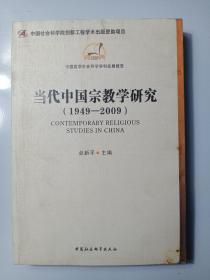 中国社会科学院创新工程学术出版资助项目
中国哲学社会科学学科发展报告
当代中国宗教学研究
(1949—2009)
CONTEMPORARY RELIGIOUS
STUDIES IN CHINA
卓新平 主编
中国社会科学出版社